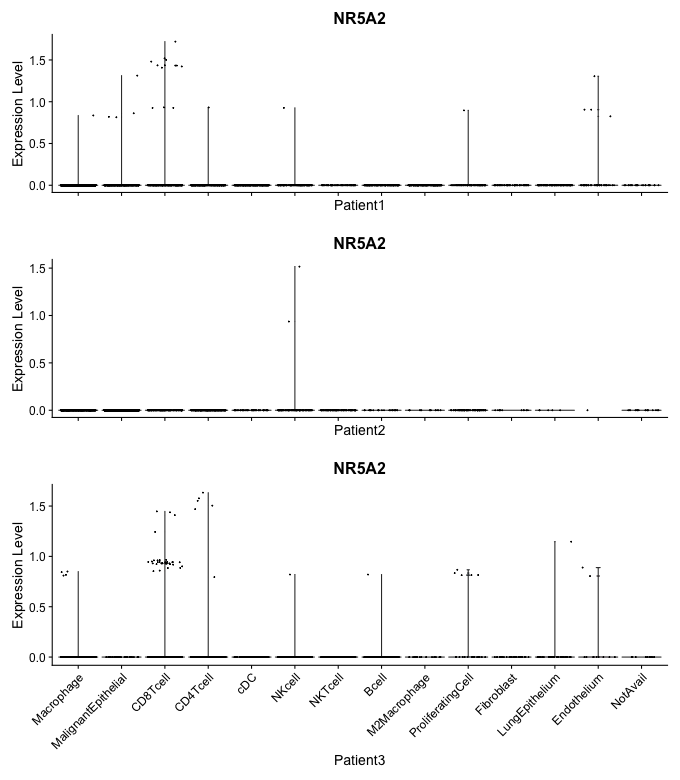 NR5A2
Expression Level
1.5
1.0
0.5
0.0
Patient1
NR5A2
Expression Level
1.5
1.0
0.5
0.0
Patient2
NR5A2
Expression Level
1.5
1.0
0.5
0.0
Macrophage
MalignantEpithelial
CD8Tcell
CD4Tcell
cDC
NKcell
NKTcell
Bcell
M2Macrophage
ProliferatingCell
Fibroblast
LungEpithelium
Endothelium
NotAvail
Patient3